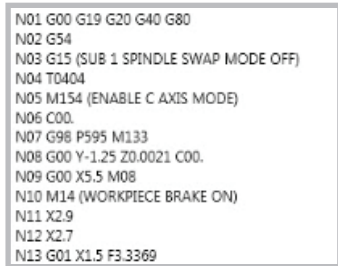 N01 G00 G19 G20 G40 G80
N02 G54
N03 G15 (SUB 1 SPINDLE SWAP MODE OFF)
N04 T0404
N05 M154 (ENABLE C AXIS MODE)
N06 C00.
N07 G98 P595 M133
N08 G00 Y-1.25 Z0.0021 C00.
N09 G00 X5.5 M08
N10 M14 (WORKPIECE BRAKE ON)
N11 X2.9
N12 X2.7
N13 G01 X1.5 F3.3369